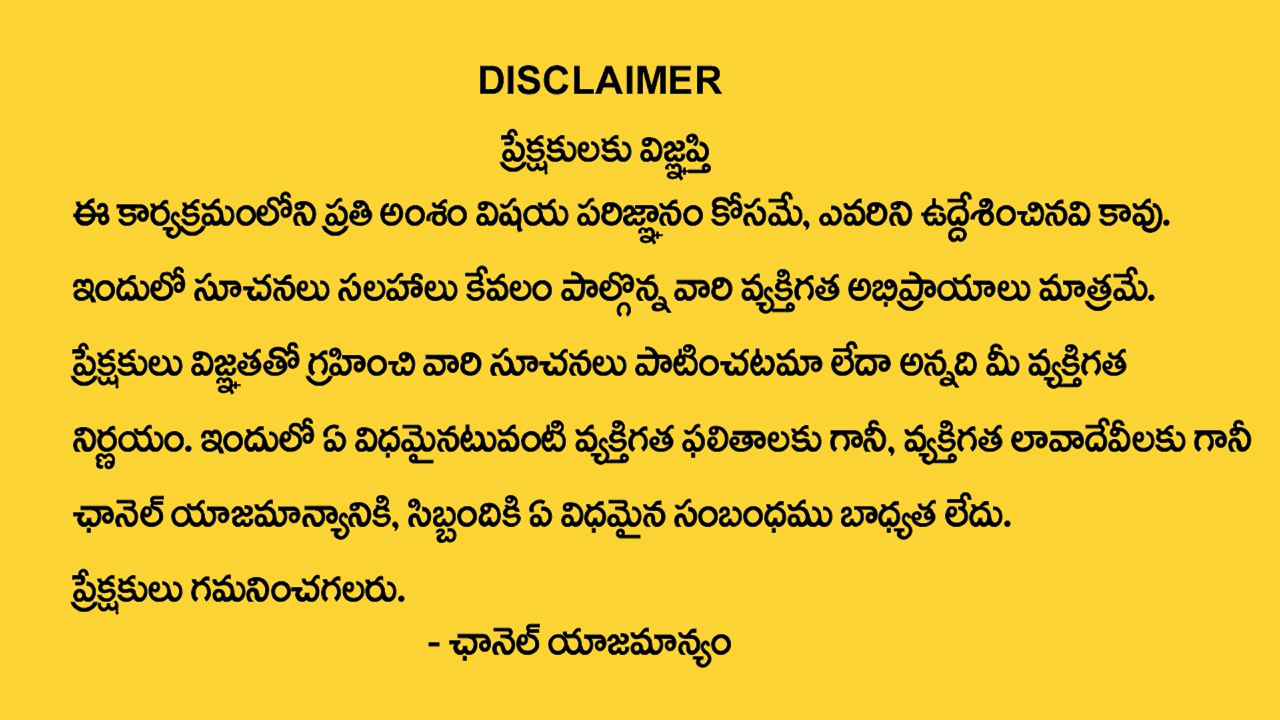 DISCLAIMER
ప్రేక్షకులకు విజ్ఞప్తి
ఈ కార్యక్రమంలోని ప్రతి అంశం విషయ పరిజ్ఞానం కోసమే, ఎవరిని ఉద్దేశించినవి కావు.
ఇందులో సూచనలు సలహాలు కేవలం పాల్గొన్న వారి వ్యక్తిగత అభిప్రాయాలు మాత్రమే.
ప్రేక్షకులు విజ్ఞతతో గ్రహించి వారి సూచనలు పాటించటమా లేదా అన్నది మీ వ్యక్తిగత
నిర్ణయం. ఇందులో ఏ విధమైనటువంటి వ్యక్తిగత ఫలితాలకు గానీ, వ్యక్తిగత లావాదేవీలకు గానీ
ఛానెల్ యాజమాన్యానికి, సిబ్బందికి ఏ విధమైన సంబంధము బాధ్యత లేదు.
ప్రేక్షకులు గమనించగలరు.
- ఛానెల్ యాజమాన్యం